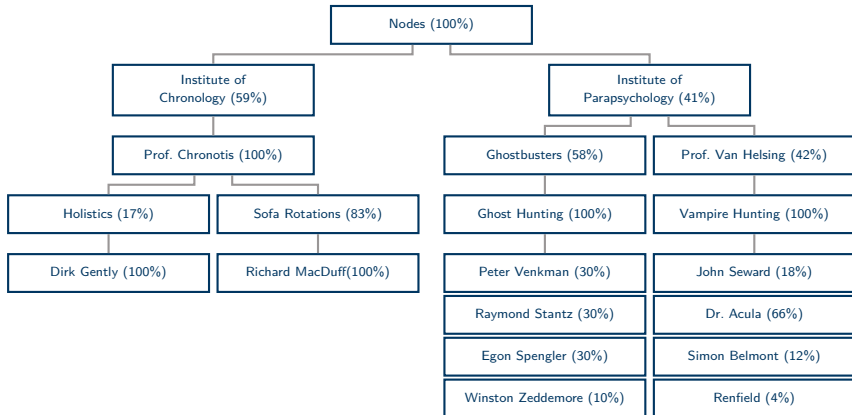 Nodes (100%)
Institute of
Chronology (59%)
Institute of
Parapsychology (41%)
Prof. Chronotis (100%)
Ghostbusters (58%)
Prof. Van Helsing (42%)
Holistics (17%)
Sofa Rotations (83%)
Ghost Hunting (100%)
Vampire Hunting (100%)
Dirk Gently (100%)
Richard MacDuff(100%)
Peter Venkman (30%)
John Seward (18%)
Raymond Stantz (30%)
Dr. Acula (66%)
Egon Spengler (30%)
Simon Belmont (12%)
Winston Zeddemore (10%)
Renfield (4%)